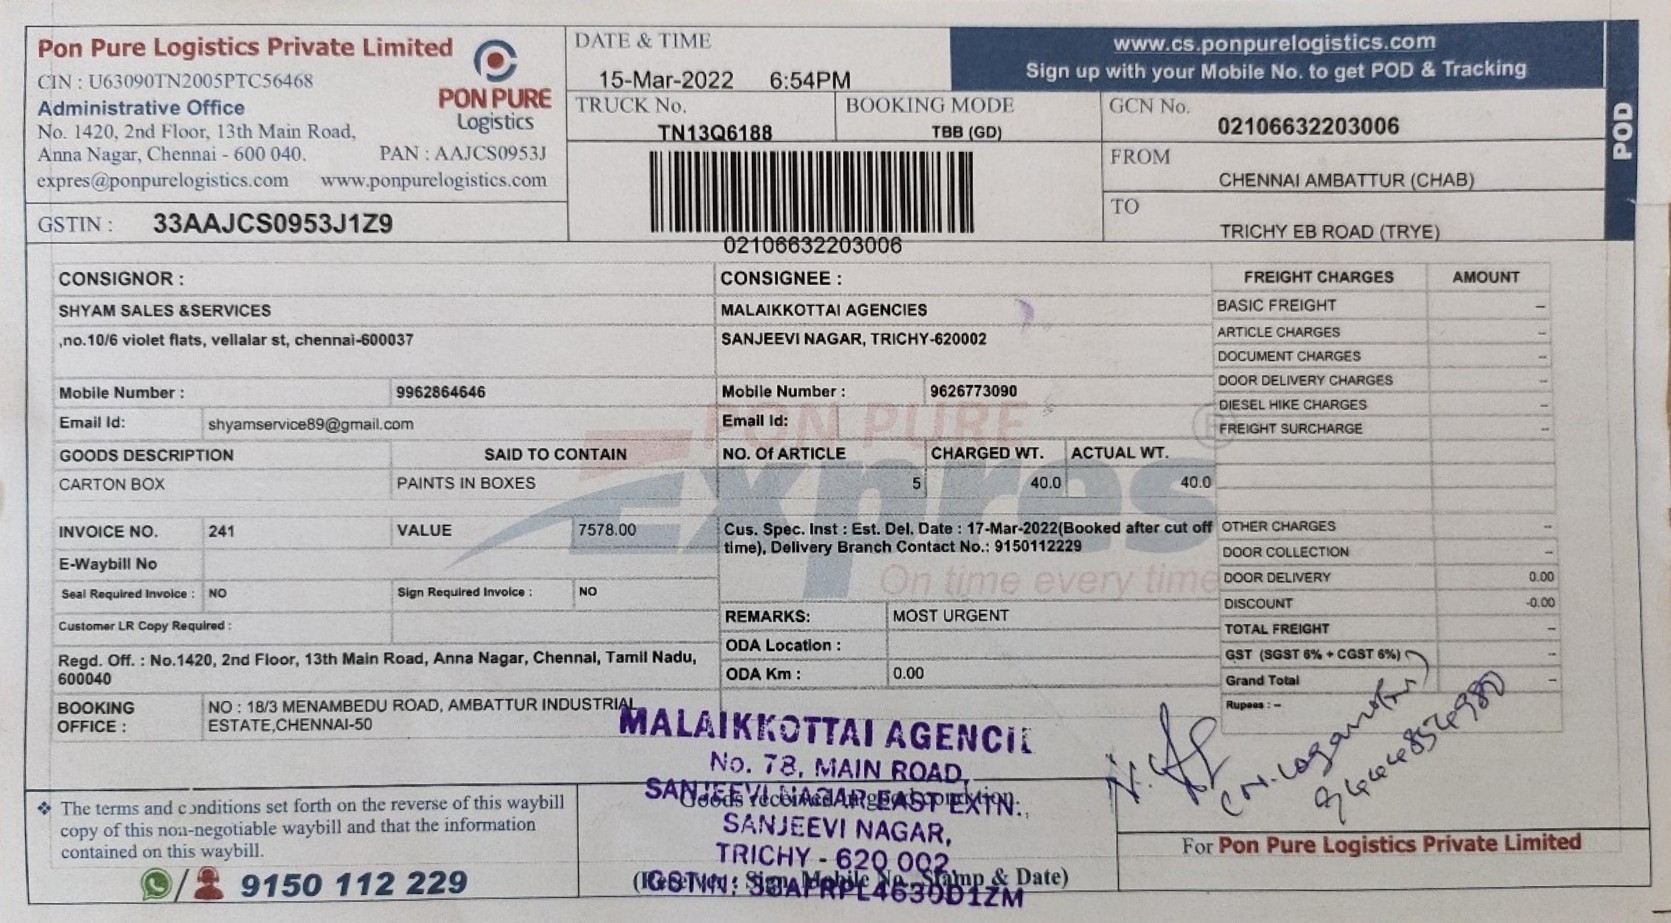 Pon Pure Logistics Private Limited
CIN : U63090TN2005PTC56468
Administrative Office
No. 1420, 2nd Floor, 13th Main Road,
Anna Nagar, Chennai - 600 040. PAN : AAJCS0953J
expres@ponpurelogistics.com www.ponpurelogistics.com
PON PURE
Logistics
GSTIN : 33AAJCS0953J1Z9
DATE & TIME
15-Mar-2022 6:54PM
TRUCK No.
TN13Q6188
BOOKING MODE
TBB (GD)
02106632203006
www.cs.ponpurelogistics.com
Sign up with your Mobile No. to get POD & Tracking
GCN No.
02106632203006
FROM
CHENNAI AMBATTUR (CHAB)
TO
TRICHY EB ROAD (TRYE)
POD
CONSIGNOR :
SHYAM SALES &SERVICES
,no.10/6 violet flats, vellalar st, chennai-600037
Mobile Number : 9962864646
Email Id: shyamservice89@gmail.com
CONSIGNEE :
MALAIKKOTTAI AGENCIES
SANJEEVI NAGAR, TRICHY-620002
Mobile Number : 9626773090
Email Id:
GOODS DESCRIPTION SAID TO CONTAIN NO. Of ARTICLE CHARGED WT. ACTUAL WT.
CARTON BOX PAINTS IN BOXES 5 40.0 40.0
INVOICE NO. 241 VALUE 7578.00
E-Waybill No
Seal Required Invoice : NO Sign Required Invoice : NO
Customer LR Copy Required :
Regd. Off. : No.1420, 2nd Floor, 13th Main Road, Anna Nagar, Chennai, Tamil Nadu,
600040
BOOKING OFFICE : NO : 18/3 MENAMBEDU ROAD, AMBATTUR INDUSTRIAL
ESTATE,CHENNAI-50
Cus. Spec. Inst : Est. Del. Date : 17-Mar-2022(Booked after cut off
time), Delivery Branch Contact No.: 9150112229
REMARKS: MOST URGENT
ODA Location :
ODA Km : 0.00
PON PURE
Expres
®
On time every time
FREIGHT CHARGES AMOUNT
BASIC FREIGHT --
ARTICLE CHARGES --
DOCUMENT CHARGES --
DOOR DELIVERY CHARGES --
DIESEL HIKE CHARGES --
FREIGHT SURCHARGE --
OTHER CHARGES --
DOOR COLLECTION --
DOOR DELIVERY 0.00
DISCOUNT -0.00
TOTAL FREIGHT --
GST (SGST 6% + CGST 6%) --
Grand Total --
Rupees : --
MALAIKKOTTAI AGENCIE
No. 78, MAIN ROAD,
SANJEEVI NAGAR EAST EXTN.,
SANJEEVI NAGAR,
TRICHY - 620 002
Goods received in good condition
Stamp & Date)
❖ The terms and conditions set forth on the reverse of this waybill
copy of this non-negotiable waybill and that the information
contained on this waybill.
/ 9150 112 229
For Pon Pure Logistics Private Limited